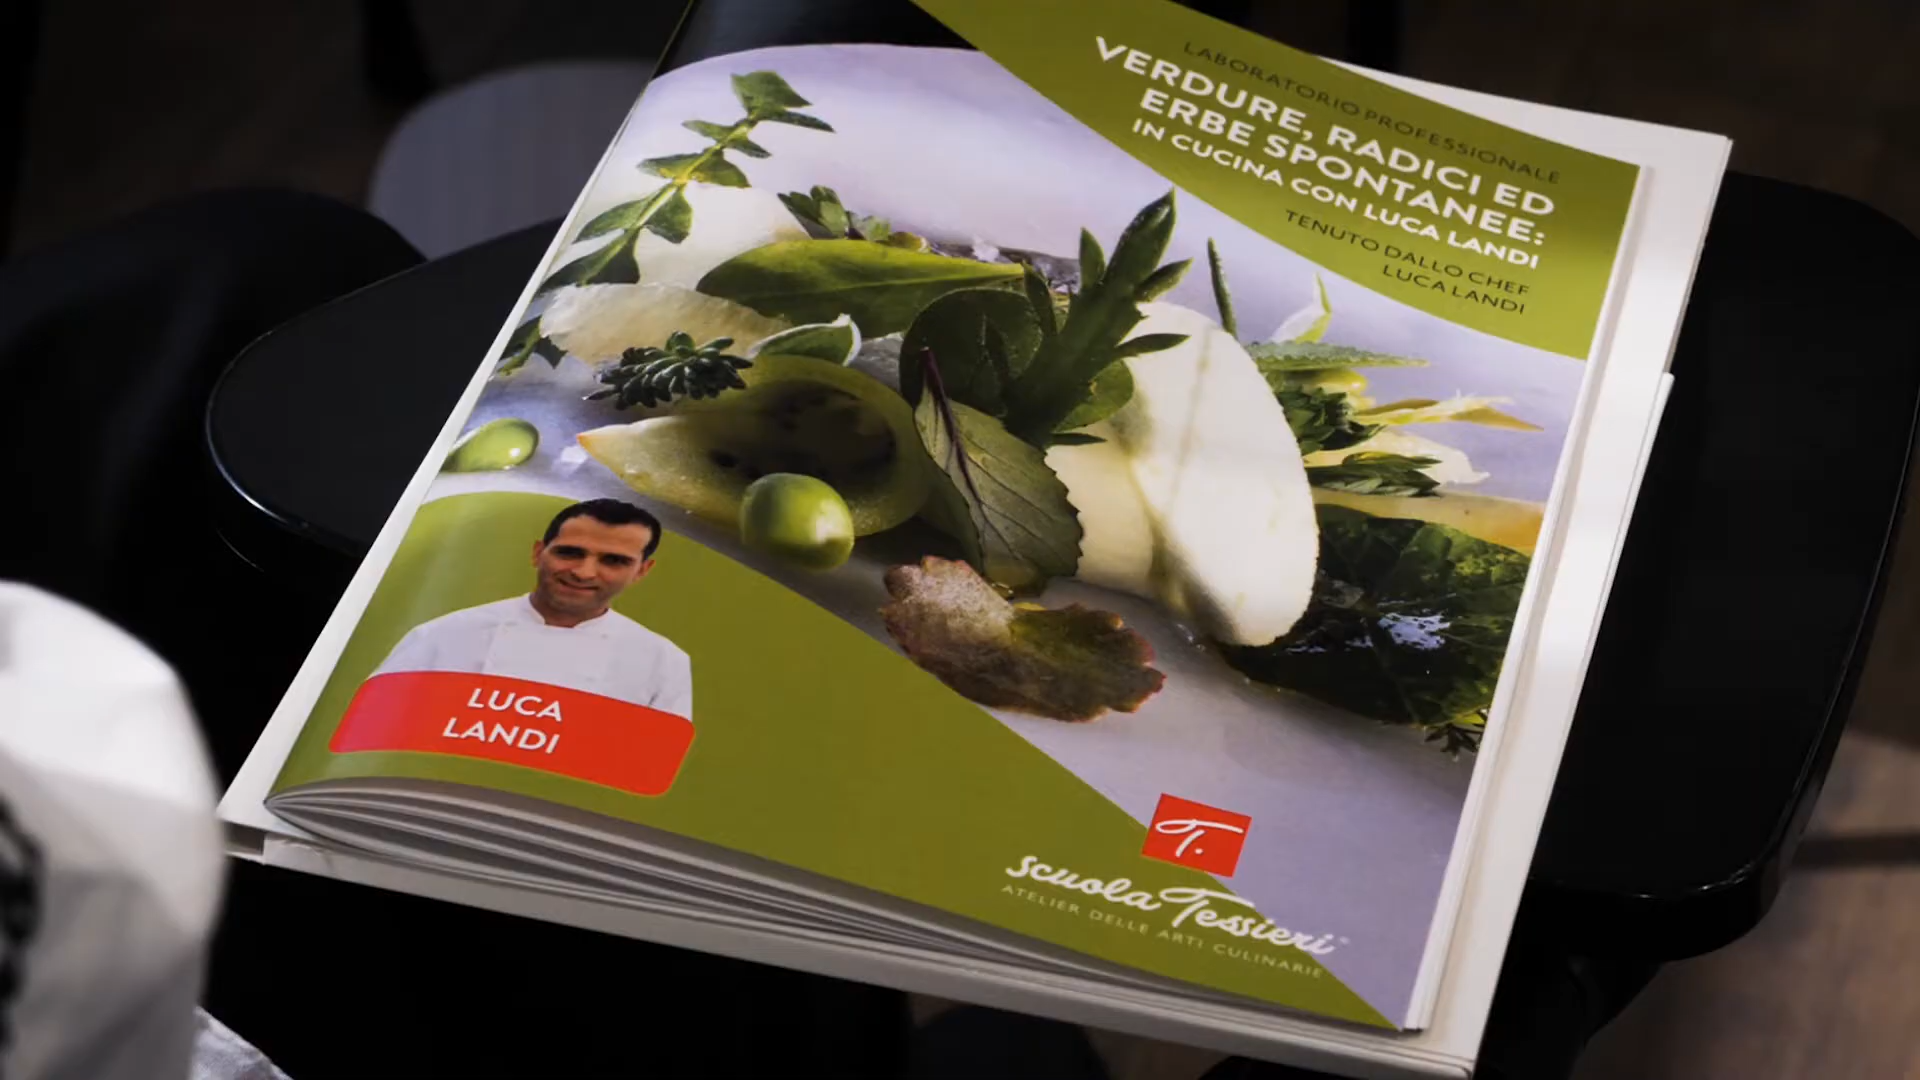 LABORATORIO PROFESSIONALE
VERDURE, RADICI ED
ERBE SPONTANEE:
IN CUCINA CON LUCA LANDI
TENUTO DALLO CHEF
LUCA LANDI
LUCA
LANDI
T.
scuola Tessieri
ATELIER DELLE ARTI CULINARIE